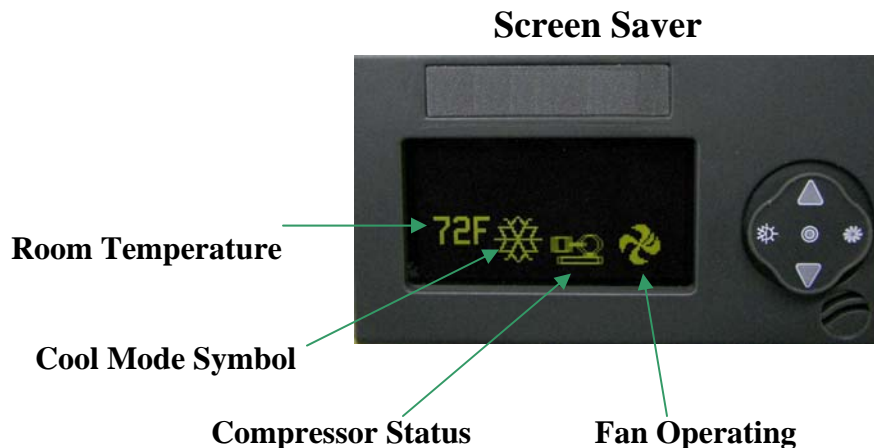 Screen Saver
72F
Room Temperature
Cool Mode Symbol
Compressor Status
Fan Operating